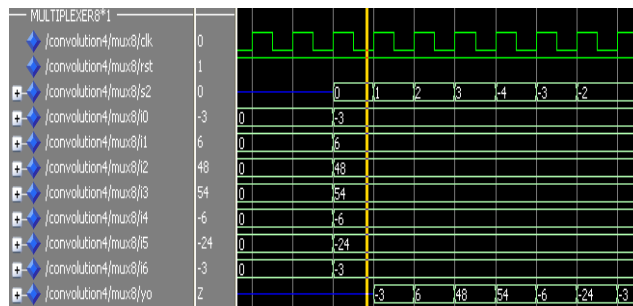 MULTIPLEXER8*1
/convolution4/mux8/clk 0
/convolution4/mux8/rst 1
/convolution4/mux8/s2 0 0 1 2 3 -4 -3 -2
/convolution4/mux8/i0 -3 0 -3
/convolution4/mux8/i1 6 0 6
/convolution4/mux8/i2 48 0 48
/convolution4/mux8/i3 54 0 54
/convolution4/mux8/i4 -6 0 -6
/convolution4/mux8/i5 -24 0 -24
/convolution4/mux8/i6 -3 0 -3
/convolution4/mux8/yo Z -3 6 48 54 -6 -24 -3